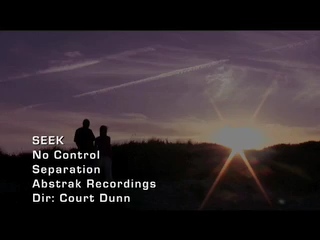 SEEK
No Control
Separation
Abstrak Recordings
Dir: Court Dunn